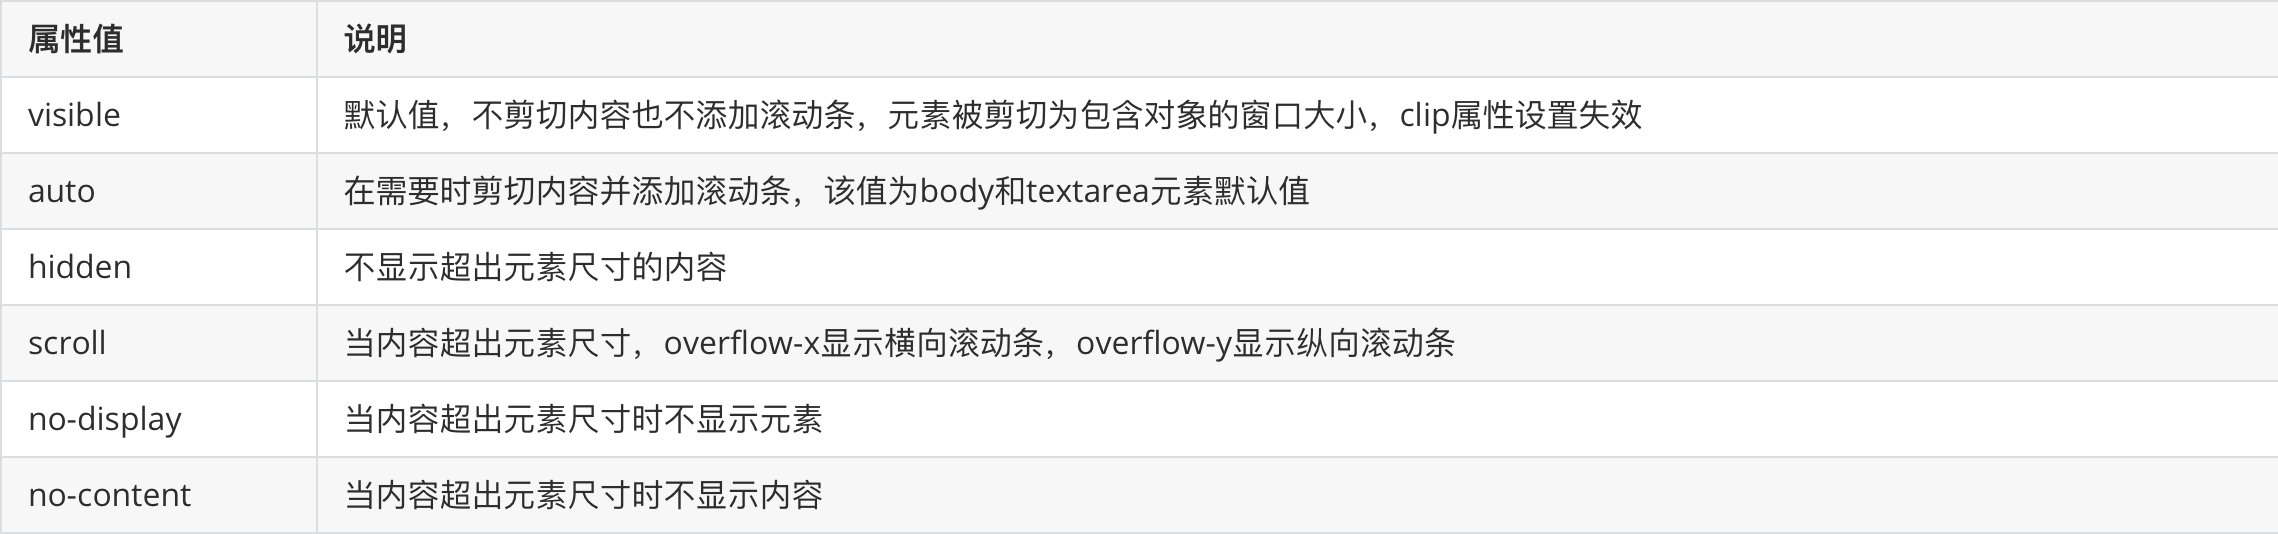 属性值 说明
visible 默认值，不剪切内容也不添加滚动条，元素被剪切为包含对象的窗口大小，clip属性设置失效
auto 在需要时剪切内容并添加滚动条，该值为body和textarea元素默认值
hidden 不显示超出元素尺寸的内容
scroll 当内容超出元素尺寸，overflow-x显示横向滚动条，overflow-y显示纵向滚动条
no-display 当内容超出元素尺寸时不显示元素
no-content 当内容超出元素尺寸时不显示内容